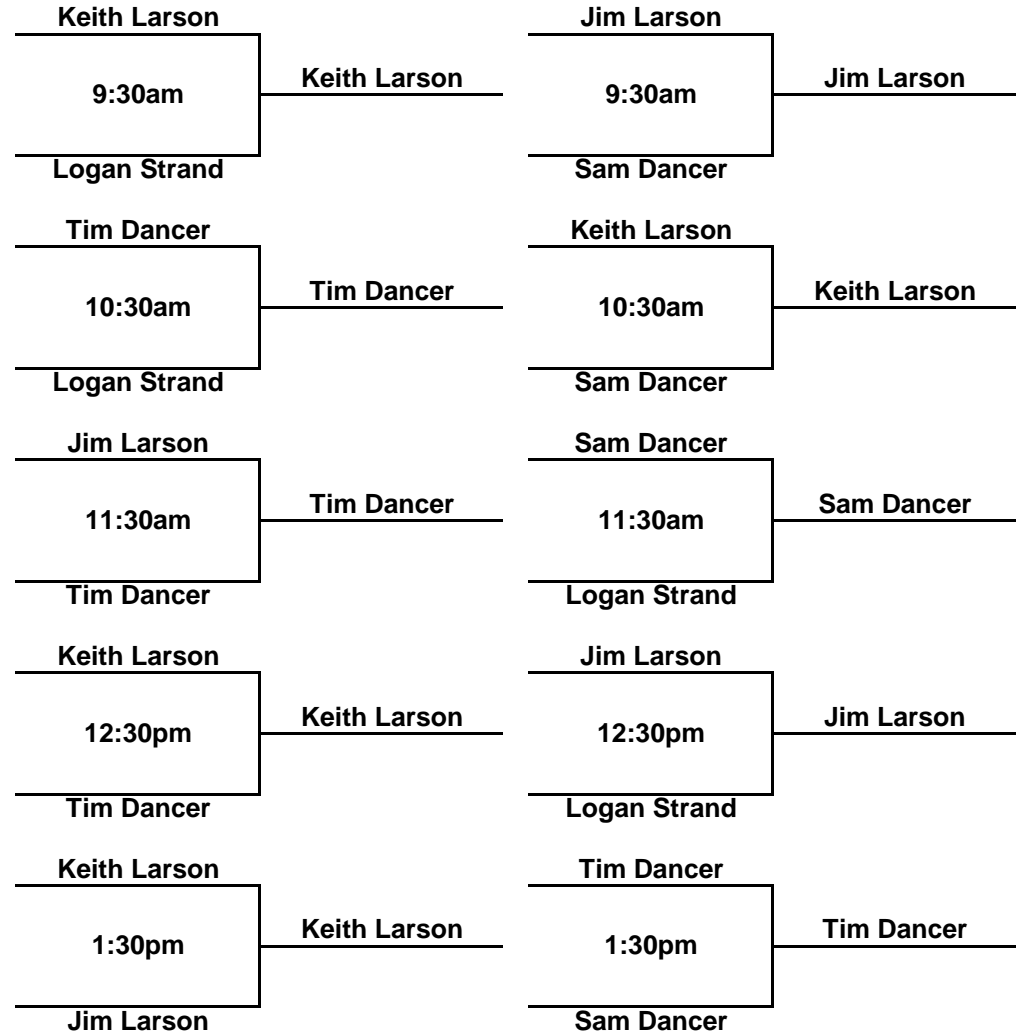 Keith Larson
9:30am
Keith Larson
Logan Strand
Jim Larson
9:30am
Jim Larson
Sam Dancer
Tim Dancer
10:30am
Tim Dancer
Logan Strand
Keith Larson
10:30am
Keith Larson
Sam Dancer
Jim Larson
11:30am
Tim Dancer
Tim Dancer
Sam Dancer
11:30am
Sam Dancer
Logan Strand
Keith Larson
12:30pm
Keith Larson
Tim Dancer
Jim Larson
12:30pm
Jim Larson
Logan Strand
Keith Larson
1:30pm
Keith Larson
Jim Larson
Tim Dancer
1:30pm
Tim Dancer
Sam Dancer